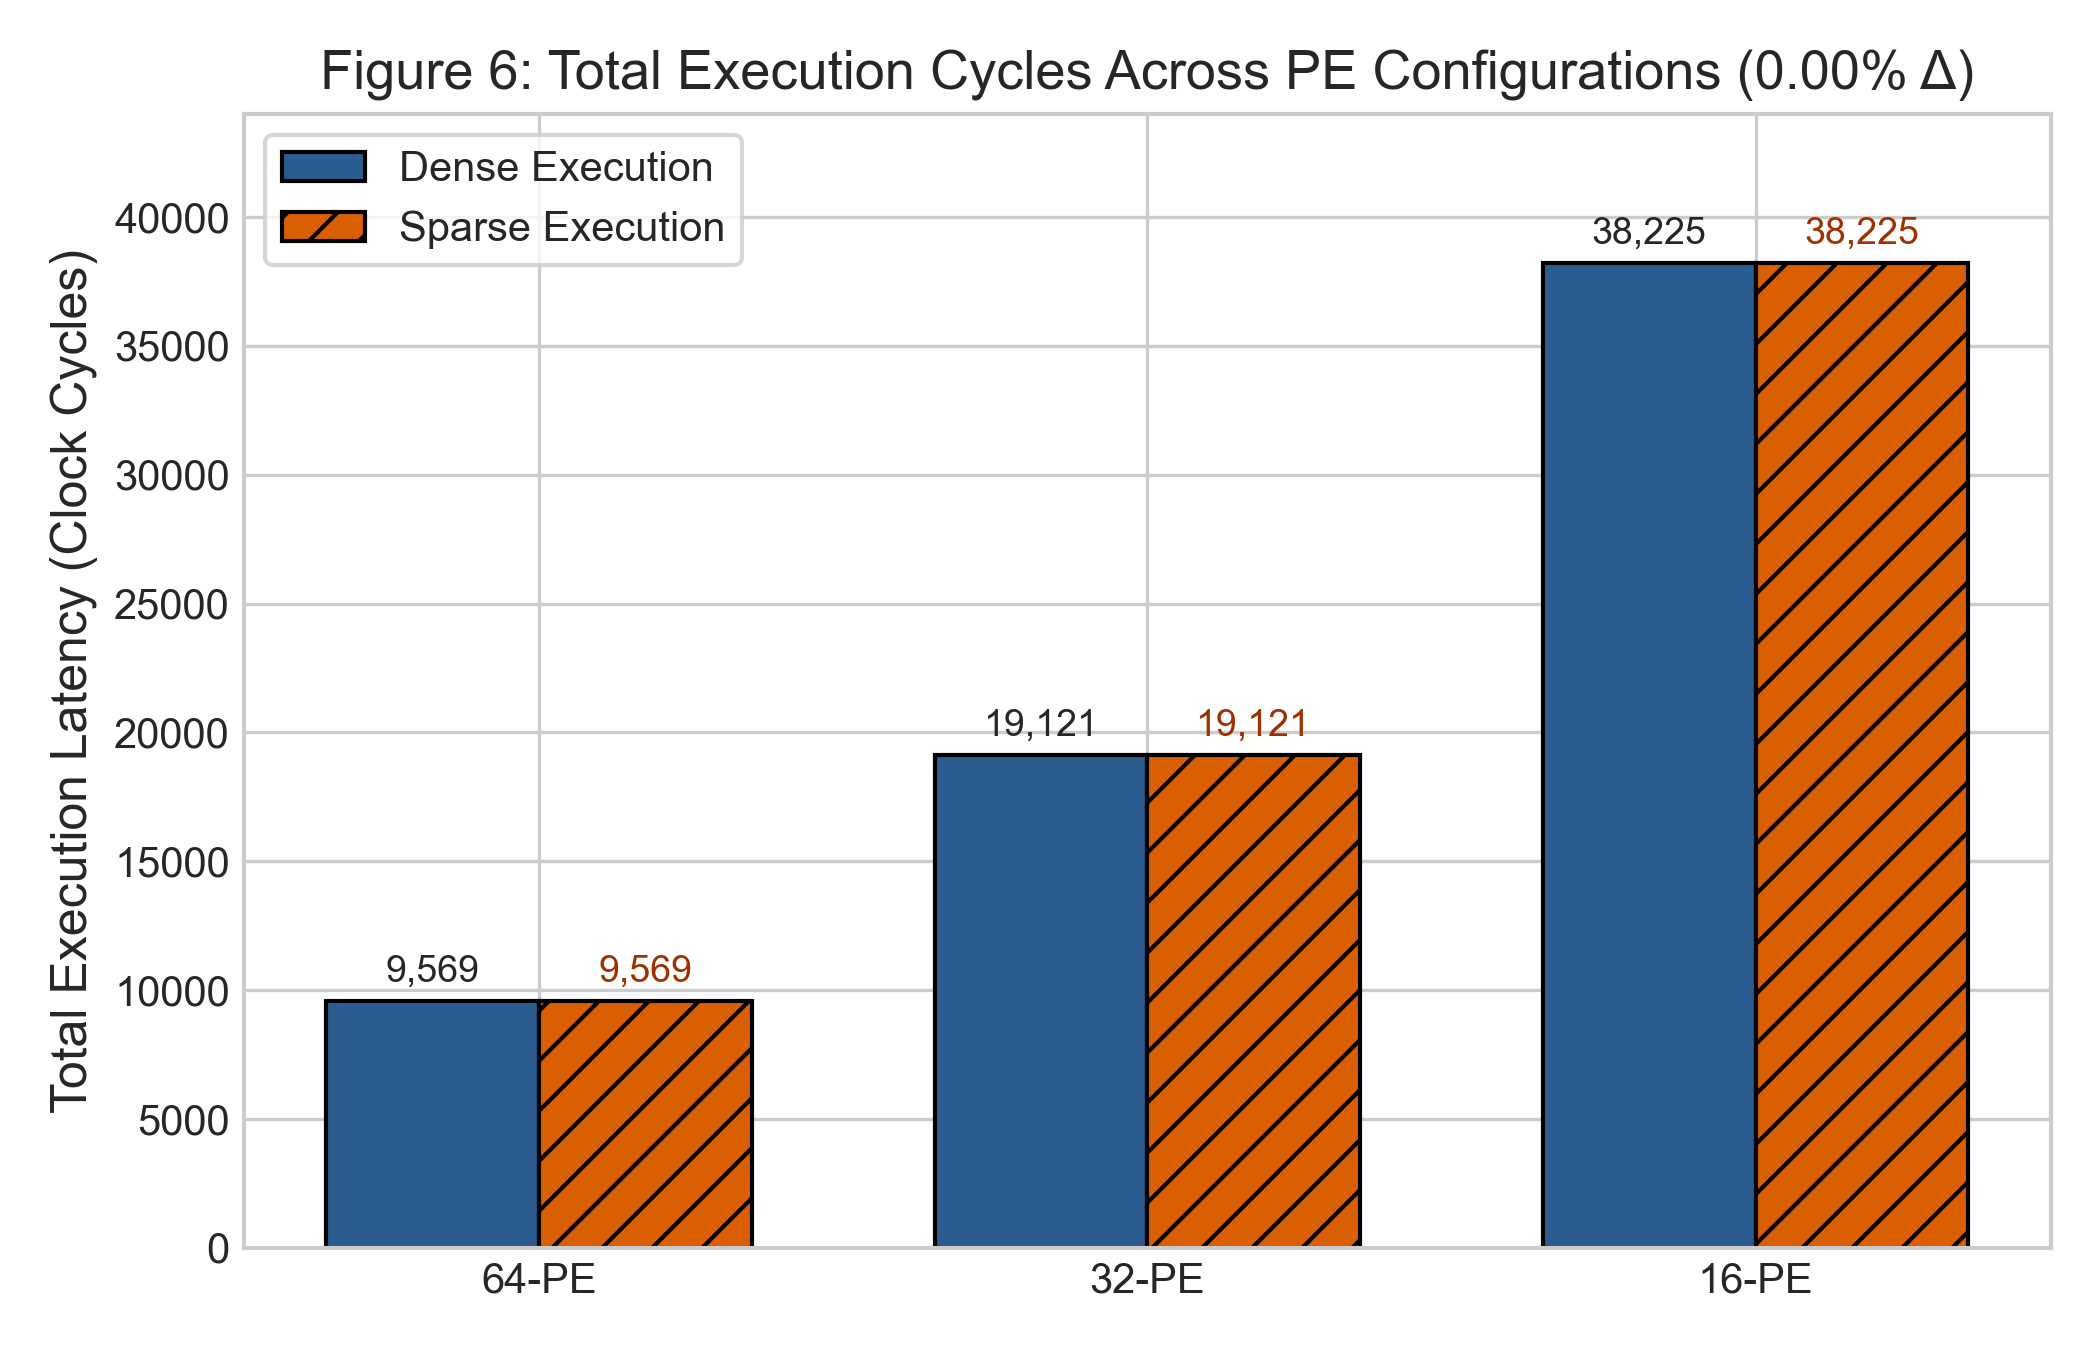 Figure 6: Total Execution Cycles Across PE Configurations (0.00% Δ)
Dense Execution
Sparse Execution
Total Execution Latency (Clock Cycles)
40000
35000
30000
25000
20000
15000
10000
5000
0
9,569
9,569
19,121
19,121
38,225
38,225
64-PE
32-PE
16-PE